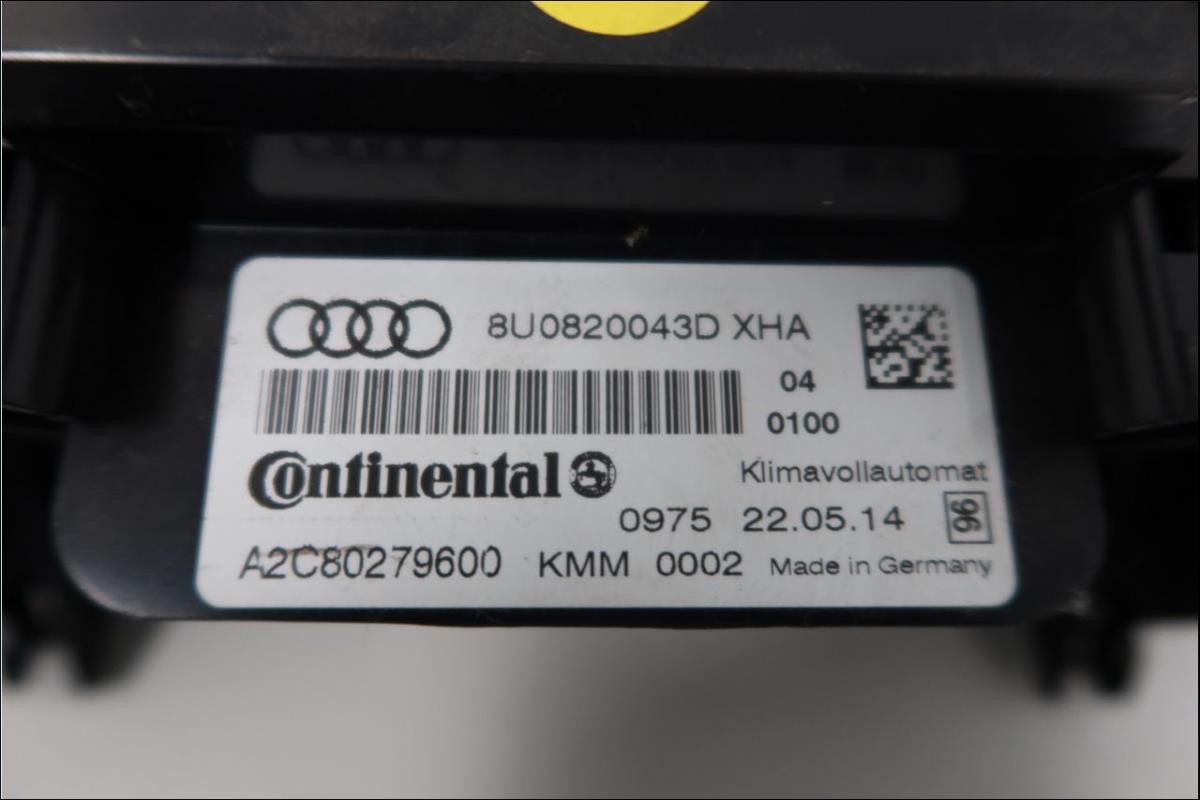 8U0820043D XHA
04
0100
Continental
Klimavollautomat
0975 22.05.14 96
A2C80279600 KMM 0002 Made in Germany